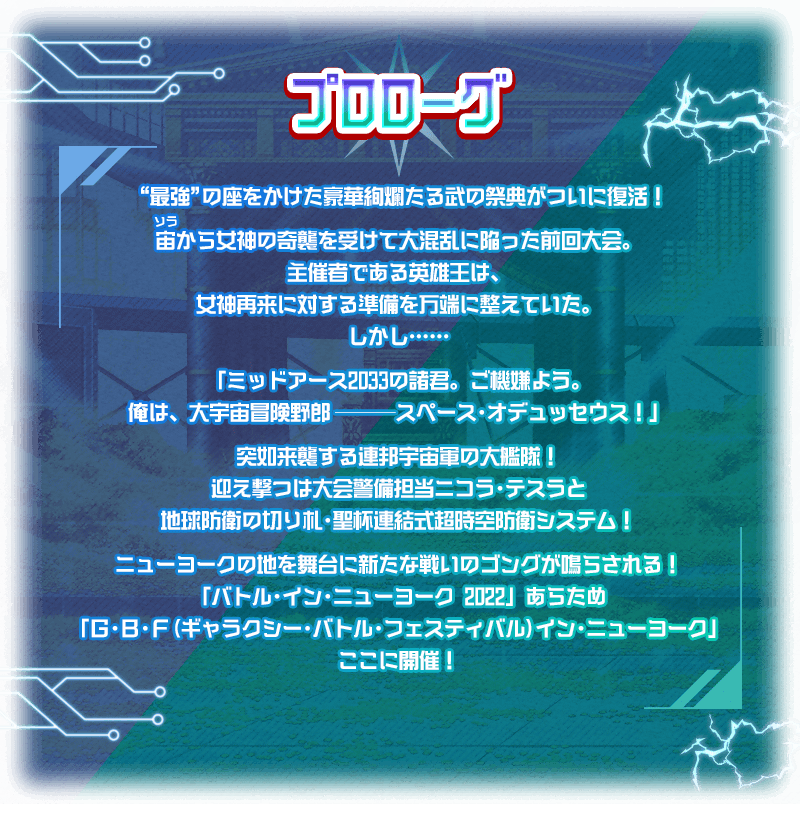 プロローグ
“最強”の座をかけた豪華絢爛たる武の祭典がついに復活！
ソラ
宙から女神の奇襲を受けて大混乱に陥った前回大会。
主催者である英雄王は、
女神再来に対する準備を万端に整えていた。
しかし……
「ミッドアース2033の諸君。ご機嫌よう。
俺は、大宇宙冒険野郎―――スペース・オデュッセウス！」
突如来襲する連邦宇宙軍の大艦隊！
迎え撃つは大会警備担当ニコラ・テスラと
地球防衛の切り札・聖杯連結式超時空防衛システム！
ニューヨークの地を舞台に新たな戦いのゴングが鳴らされる！
「バトル・イン・ニューヨーク 2022」あらため
「G・B・F（ギャラクシー・バトル・フェスティバル）イン・ニューヨーク」
ここに開催！